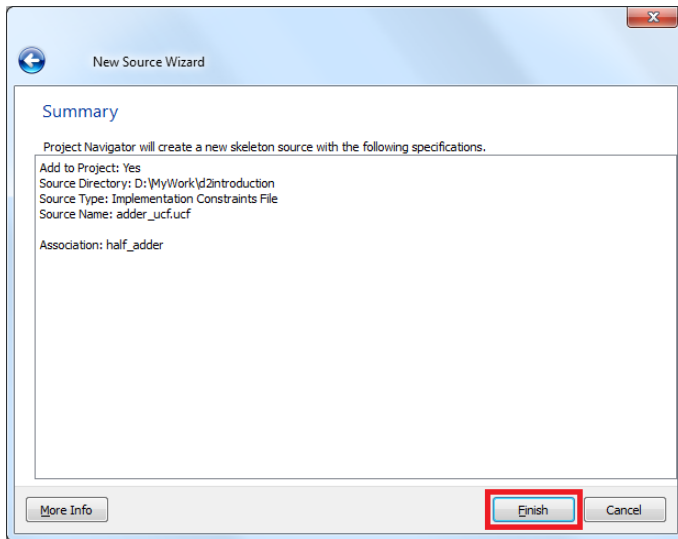 New Source Wizard
Summary
Project Navigator will create a new skeleton source with the following specifications.
Add to Project: Yes
Source Directory: D:\MyWork\d2introduction
Source Type: Implementation Constraints File
Source Name: adder_ucf.ucf
Association: half_adder
More Info
Finish
Cancel